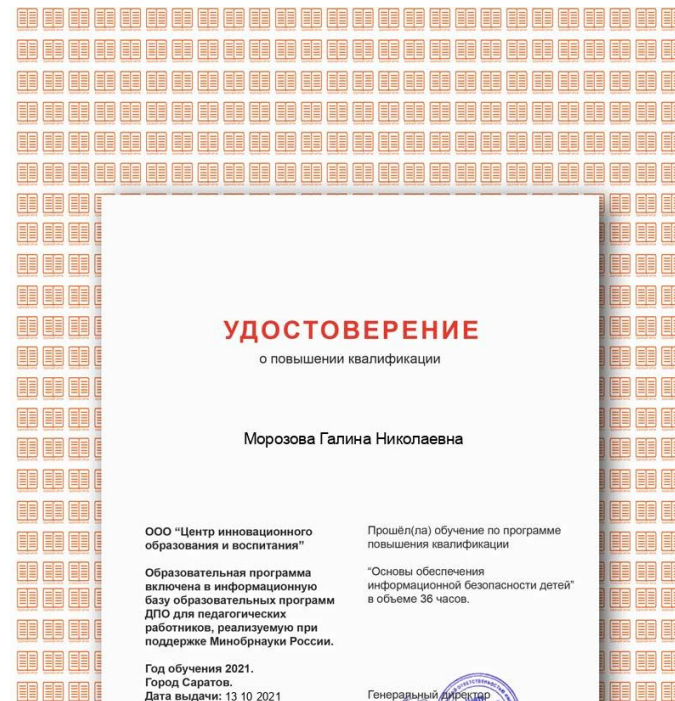 УДОСТОВЕРЕНИЕ
о повышении квалификации
Морозова Галина Николаевна
ООО “Центр инновационного
образования и воспитания”
Образовательная программа
включена в информационную
базу образовательных программ
ДПО для педагогических
работников, реализуемую при
поддержке Минобрнауки России.
Год обучения 2021.
Город Саратов.
Дата выдачи: 13 10 2021
Прошёл(ла) обучение по программе
повышения квалификации
“Основы обеспечения
информационной безопасности детей”
в объеме 36 часов.
Генеральный директор